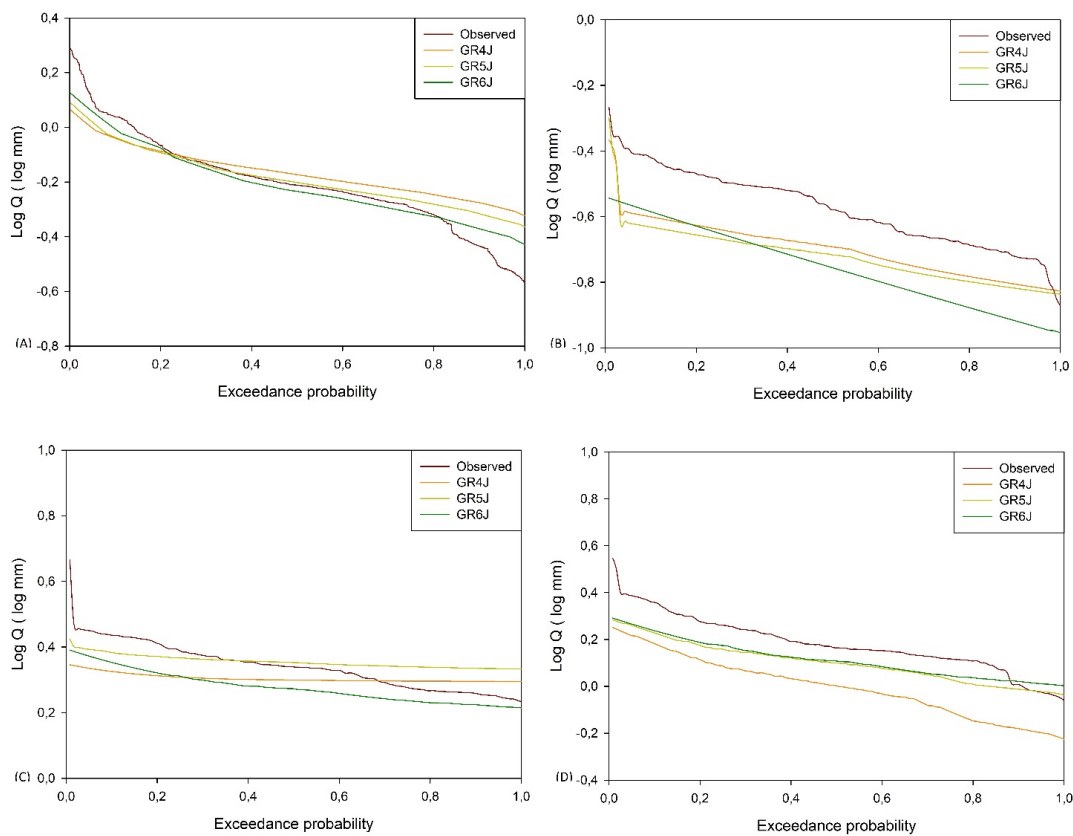 0,4
0,2
0,0
-0,2
-0,4
-0,6
-0,8
Log Q ( log mm)
(A)
0,0
0,2
0,4
0,6
0,8
1,0
Exceedance probability
Observed
GR4J
GR5J
GR6J
-0,0
-0,2
-0,4
-0,6
-0,8
-1,0
Log Q ( log mm)
(B)
0,0
0,2
0,4
0,6
0,8
1,0
Exceedance probability
Observed
GR4J
GR5J
GR6J
1,0
0,8
0,6
0,4
0,2
0,0
Log Q ( log mm)
(C)
0,0
0,2
0,4
0,6
0,8
1,0
Exceedance probability
Observed
GR4J
GR5J
GR6J
1,0
0,8
0,6
0,4
0,2
0,0
-0,2
-0,4
Log Q ( log mm)
(D)
0,0
0,2
0,4
0,6
0,8
1,0
Exceedance probability
Observed
GR4J
GR5J
GR6J